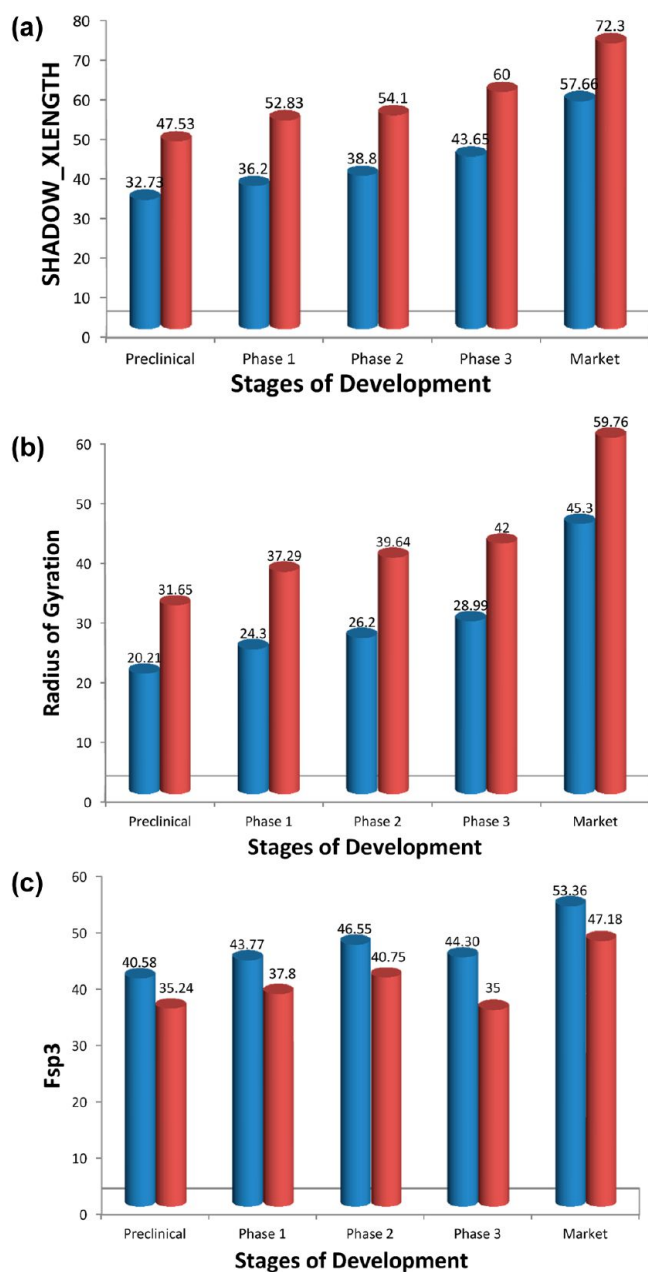 (a)
SHADOW_XLENGTH
80
70
60
50
40
30
20
10
0
32.73 47.53 36.2 52.83 38.8 54.1 43.65 60 57.66 72.3
Preclinical Phase 1 Phase 2 Phase 3 Market
Stages of Development
(b)
Radius of Gyration
60
50
40
30
20
10
0
20.21 31.65 24.3 37.29 26.2 39.64 28.99 42 45.3 59.76
Preclinical Phase 1 Phase 2 Phase 3 Market
Stages of Development
(c)
Fsp3
60
50
40
30
20
10
0
40.58 35.24 43.77 37.8 46.55 40.75 44.30 35 53.36 47.18
Preclinical Phase 1 Phase 2 Phase 3 Market
Stages of Development